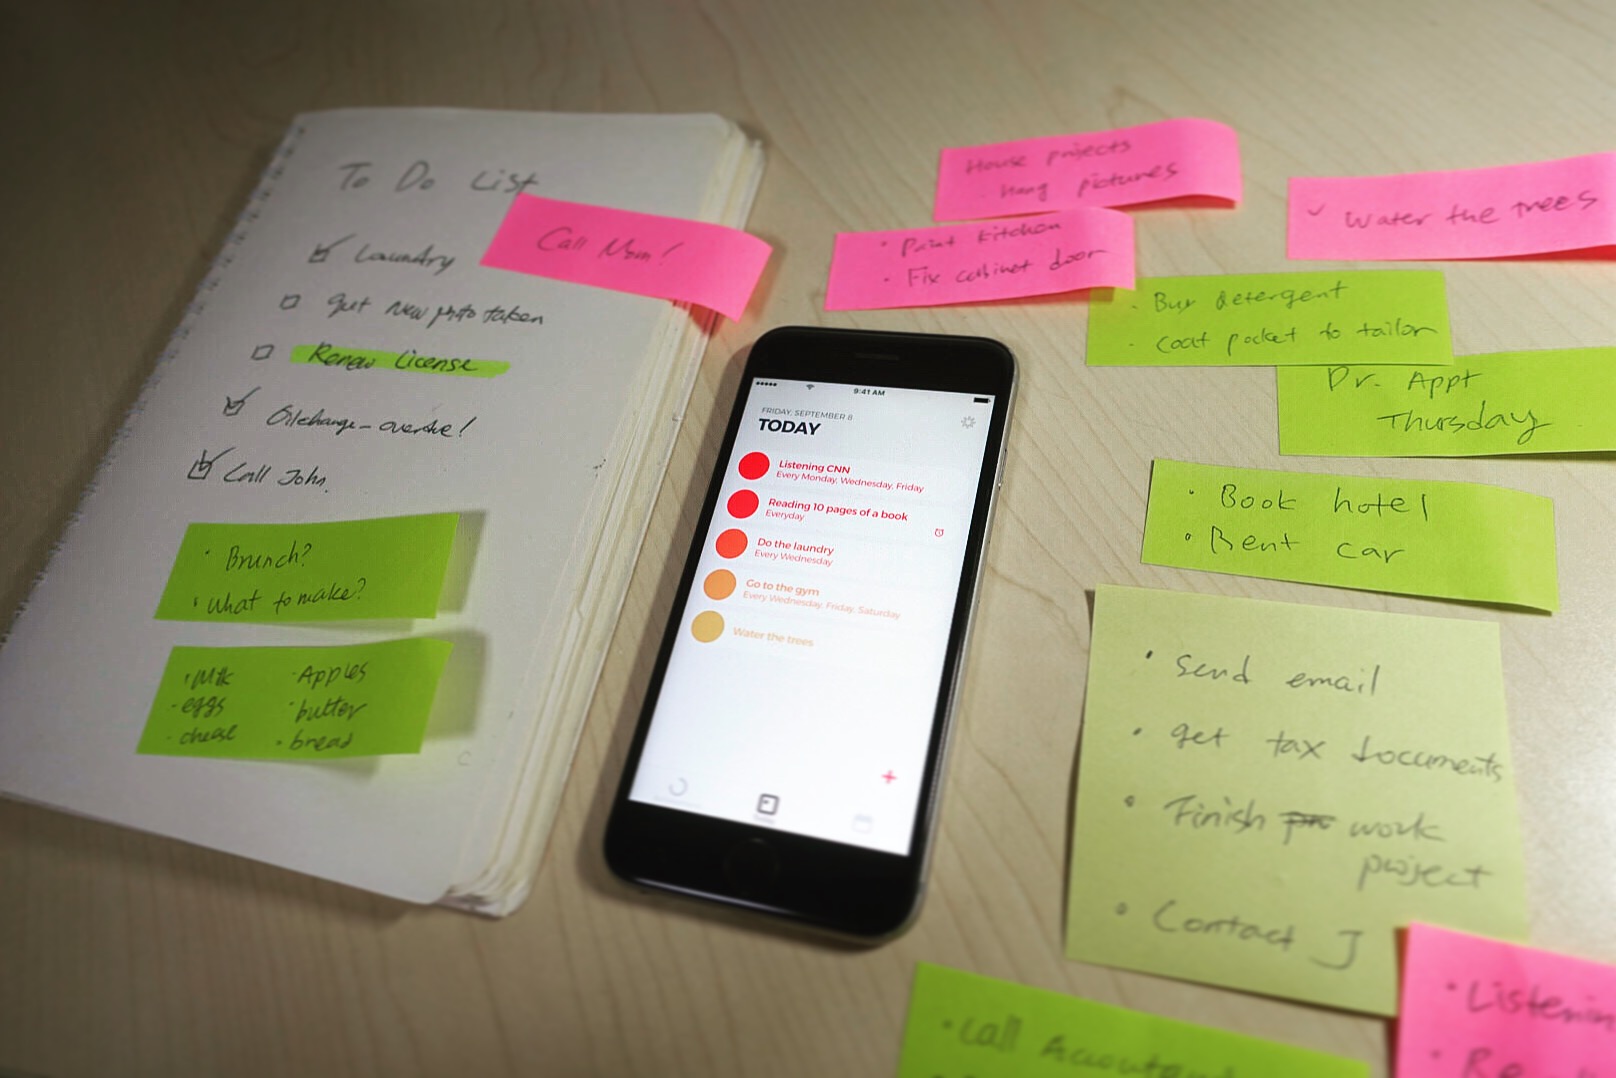 To Do List
Laundry
get New photo taken
Renew License
Oilchange - overdue!
Call John.
Call Mom!
• Brunch?
• What to make?
• Milk
- eggs
- cheese
- Apples
• butter
• bread
9:41 AM
FRIDAY, SEPTEMBER 8
TODAY
Listening CNN
Every Monday, Wednesday, Friday
Reading 10 pages of a book
Everyday
Do the laundry
Every Wednesday
Go to the gym
Every Wednesday, Friday, Saturday
Water the trees
Today
House projects
- Hang pictures
• Paint kitchen
• Fix cabinet door
✓ Water the trees
- Buy detergent
- coat pocket to tailor
Dr. Appt
Thursday
• Book hotel
• Rent car
• Send email
• get tax documents
• Finish work
project
• Contact J
• Call
• Listenin